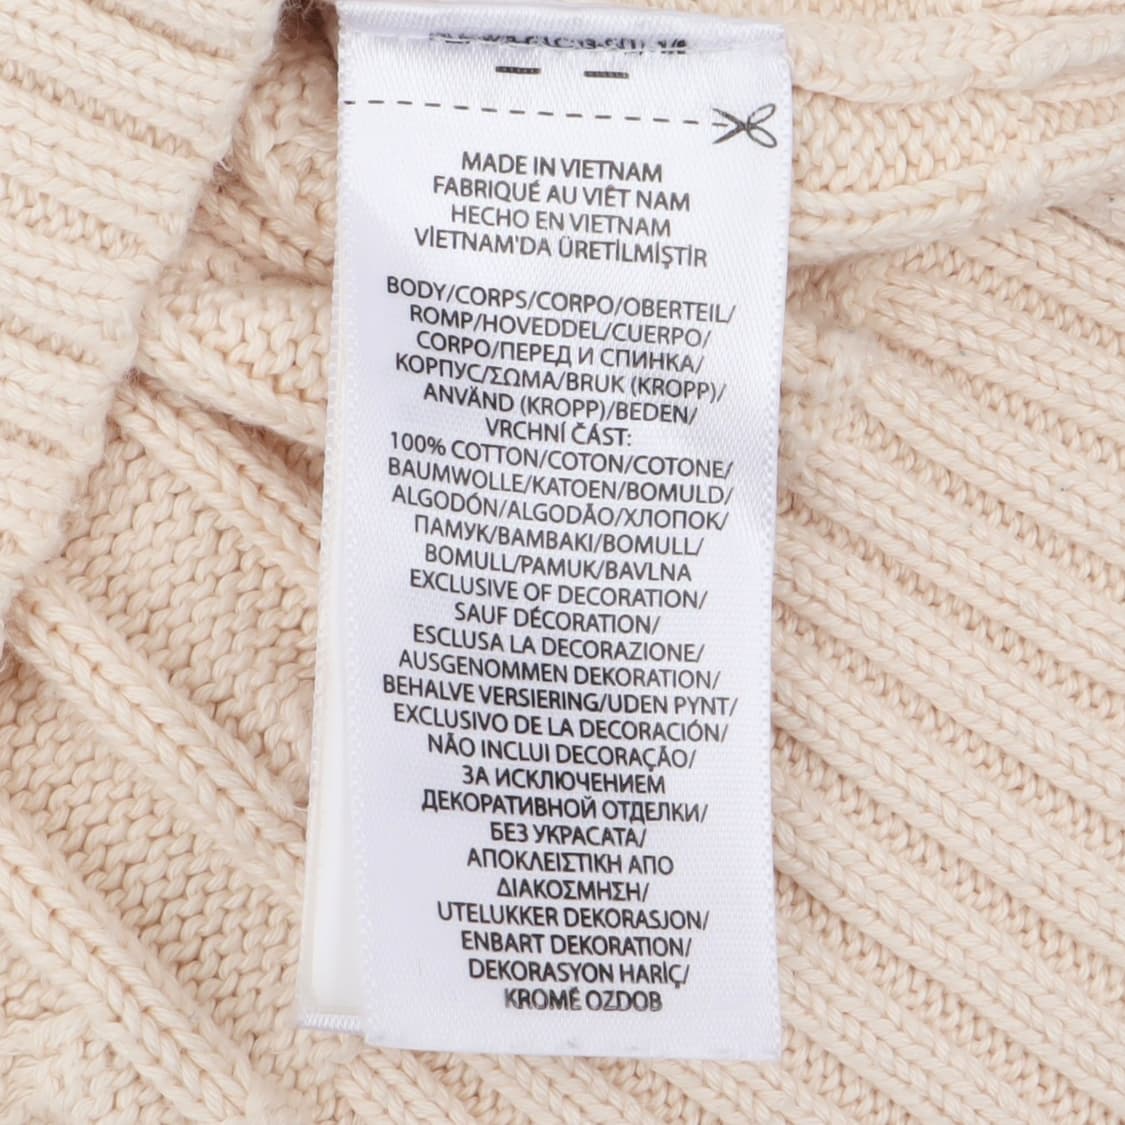 MADE IN VIETNAM
FABRIQUÉ AU VIÊT NAM
HECHO EN VIETNAM
VİETNAM'DA ÜRETİLMİŞTİR
BODY/CORPS/CORPO/OBERTEIL/
ROMP/HOVEDDEL/CUERPO/
CORPO/ПЕРЕД И СПИНКА/
КОРПУС/ΣΩΜΑ/BRUK (KROPP)/
ANVÄND (KROPP)/BEDEN/
VRCHNÍ ČÁST:
100% COTTON/COTON/COTONE/
BAUMWOLLE/KATOEN/BOMULD/
ALGODÓN/ALGODÃO/ХЛОПОК/
ПАМУК/BAMBAKI/BOMULL/
BOMULL/PAMUK/BAVLNA
EXCLUSIVE OF DECORATION/
SAUF DÉCORATION/
ESCLUSA LA DECORAZIONE/
AUSGENOMMEN DEKORATION/
BEHALVE VERSIERING/UDEN PYNT/
EXCLUSIVO DE LA DECORACIÓN/
NÃO INCLUI DECORAÇÃO/
ЗА ИСКЛЮЧЕНИЕМ
ДЕКОРАТИВНОЙ ОТДЕЛКИ/
БЕЗ УКРАСАТА/
ΑΠΟΚΛΕΙΣΤΙΚΗ ΑΠΟ
ΔΙΑΚΟΣΜΗΣΗ/
UTELUKKER DEKORASJON/
ENBART DEKORATION/
DEKORASYON HARİÇ/
KROMÉ OZDOB